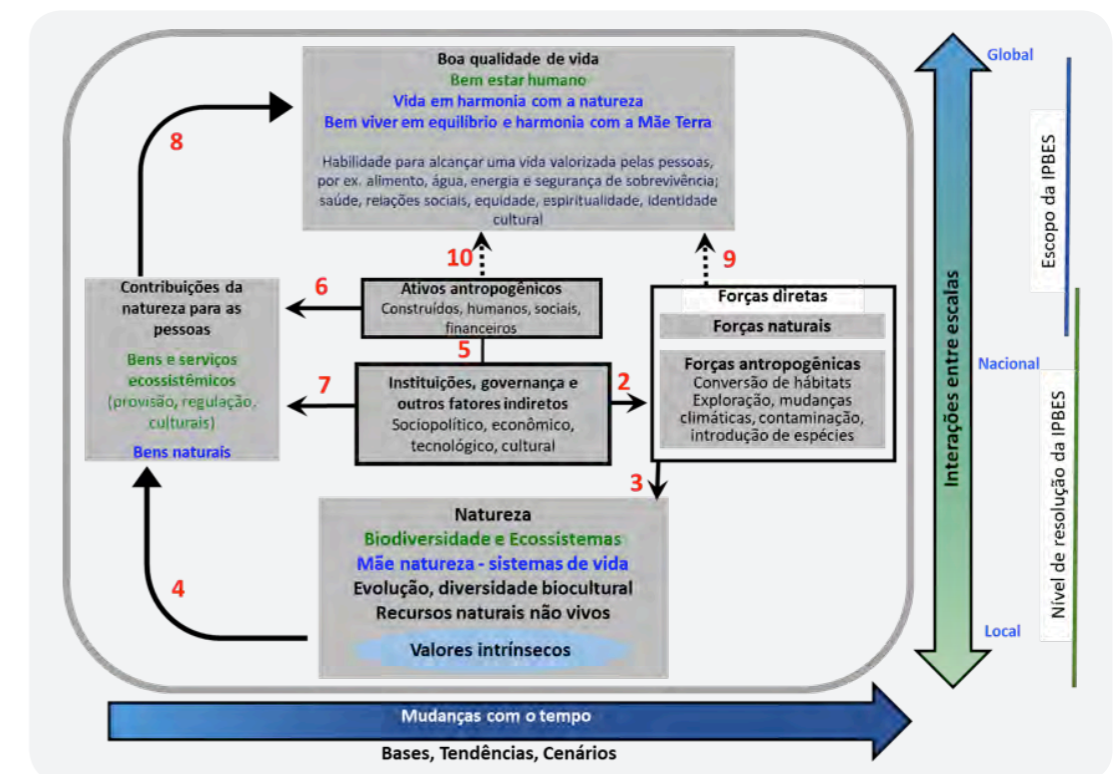 Boa qualidade de vida
Bem estar humano
Vida em harmonia com a natureza
Bem viver em equilíbrio e harmonia com a Mãe Terra
Habilidade para alcançar uma vida valorizada pelas pessoas,
por ex. alimento, água, energia e segurança de sobrevivência;
saúde, relações sociais, equidade, espiritualidade, identidade
cultural
8
10
9
Contribuições da
natureza para as
pessoas
Bens e serviços
ecossistêmicos
(provisão, regulação,
culturais)
Bens naturais
6
Ativos antropogênicos
Construídos, humanos, sociais,
financeiros
5
7
Instituições, governança e
outros fatores indiretos
Sociopolítico, econômico,
tecnológico, cultural
2
Forças diretas
Forças naturais
Forças antropogênicas
Conversão de hábitats
Exploração, mudanças
climáticas, contaminação,
introdução de espécies
3
4
Natureza
Biodiversidade e Ecossistemas
Mãe natureza - sistemas de vida
Evolução, diversidade biocultural
Recursos naturais não vivos
Valores intrínsecos
Mudanças com o tempo
Bases, Tendências, Cenários
Interações entre escalas
Global
Nacional
Local
Escopo da IPBES
Nível de resolução da IPBES